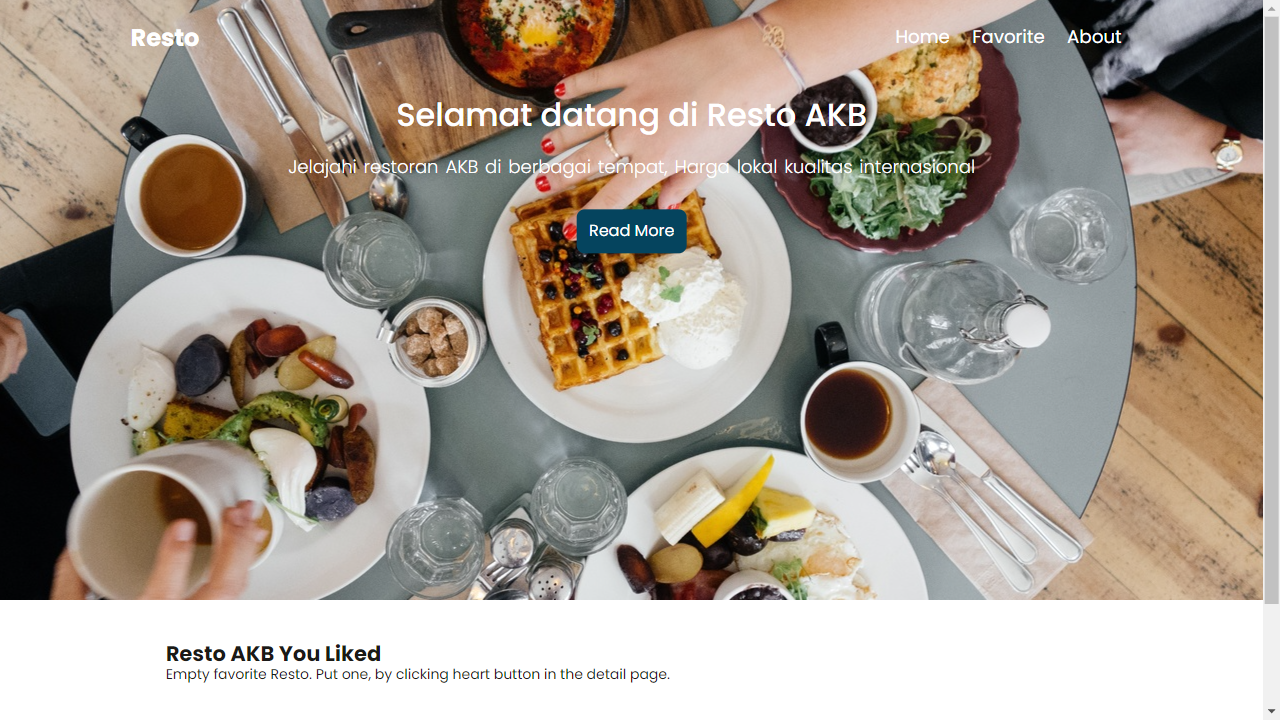 Resto
Home Favorite About
Selamat datang di Resto AKB
Jelajahi restoran AKB di berbagai tempat, Harga lokal kualitas internasional
Read More
Resto AKB You Liked
Empty favorite Resto. Put one, by clicking heart button in the detail page.